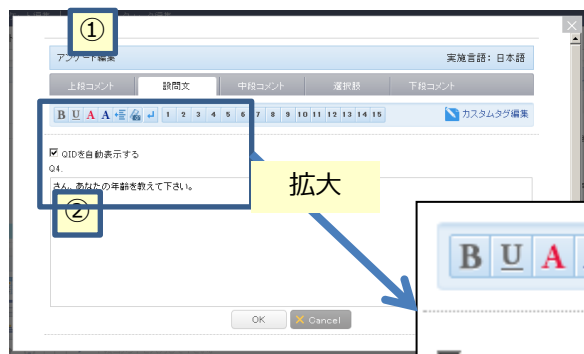 ①
アンケート編集
実施言語：日本語
上段コメント 設問文 中段コメント 選択肢 下段コメント
B U A A 1 2 3 4 5 6 7 8 9 10 11 12 13 14 15 カスタムタグ編集
QIDを自動表示する
Q4.
さん、あなたの年齢を教えて下さい。
②
拡大
B U A
OK Cancel